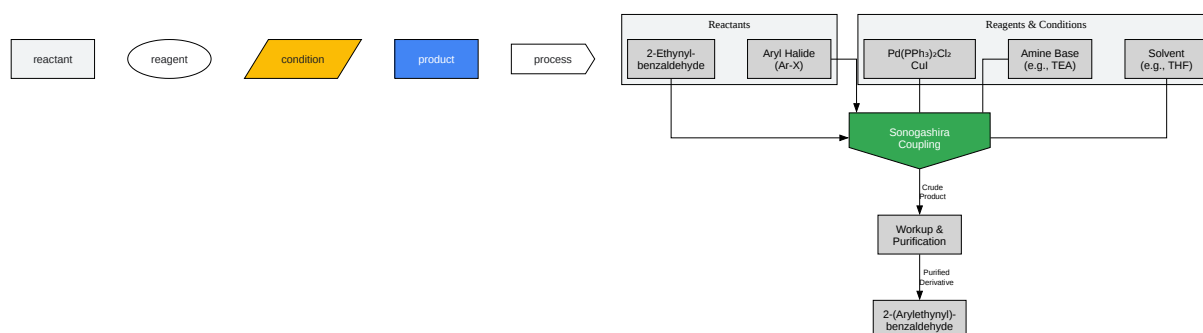 reactant
reagent
condition
product
process
Reactants
2-Ethynyl-
benzaldehyde
Aryl Halide
(Ar-X)
Reagents & Conditions
Pd(PPh₃)₂Cl₂
CuI
Amine Base
(e.g., TEA)
Solvent
(e.g., THF)
Sonogashira
Coupling
Crude
Product
Workup &
Purification
Purified
Derivative
2-(Arylethynyl)-
benzaldehyde